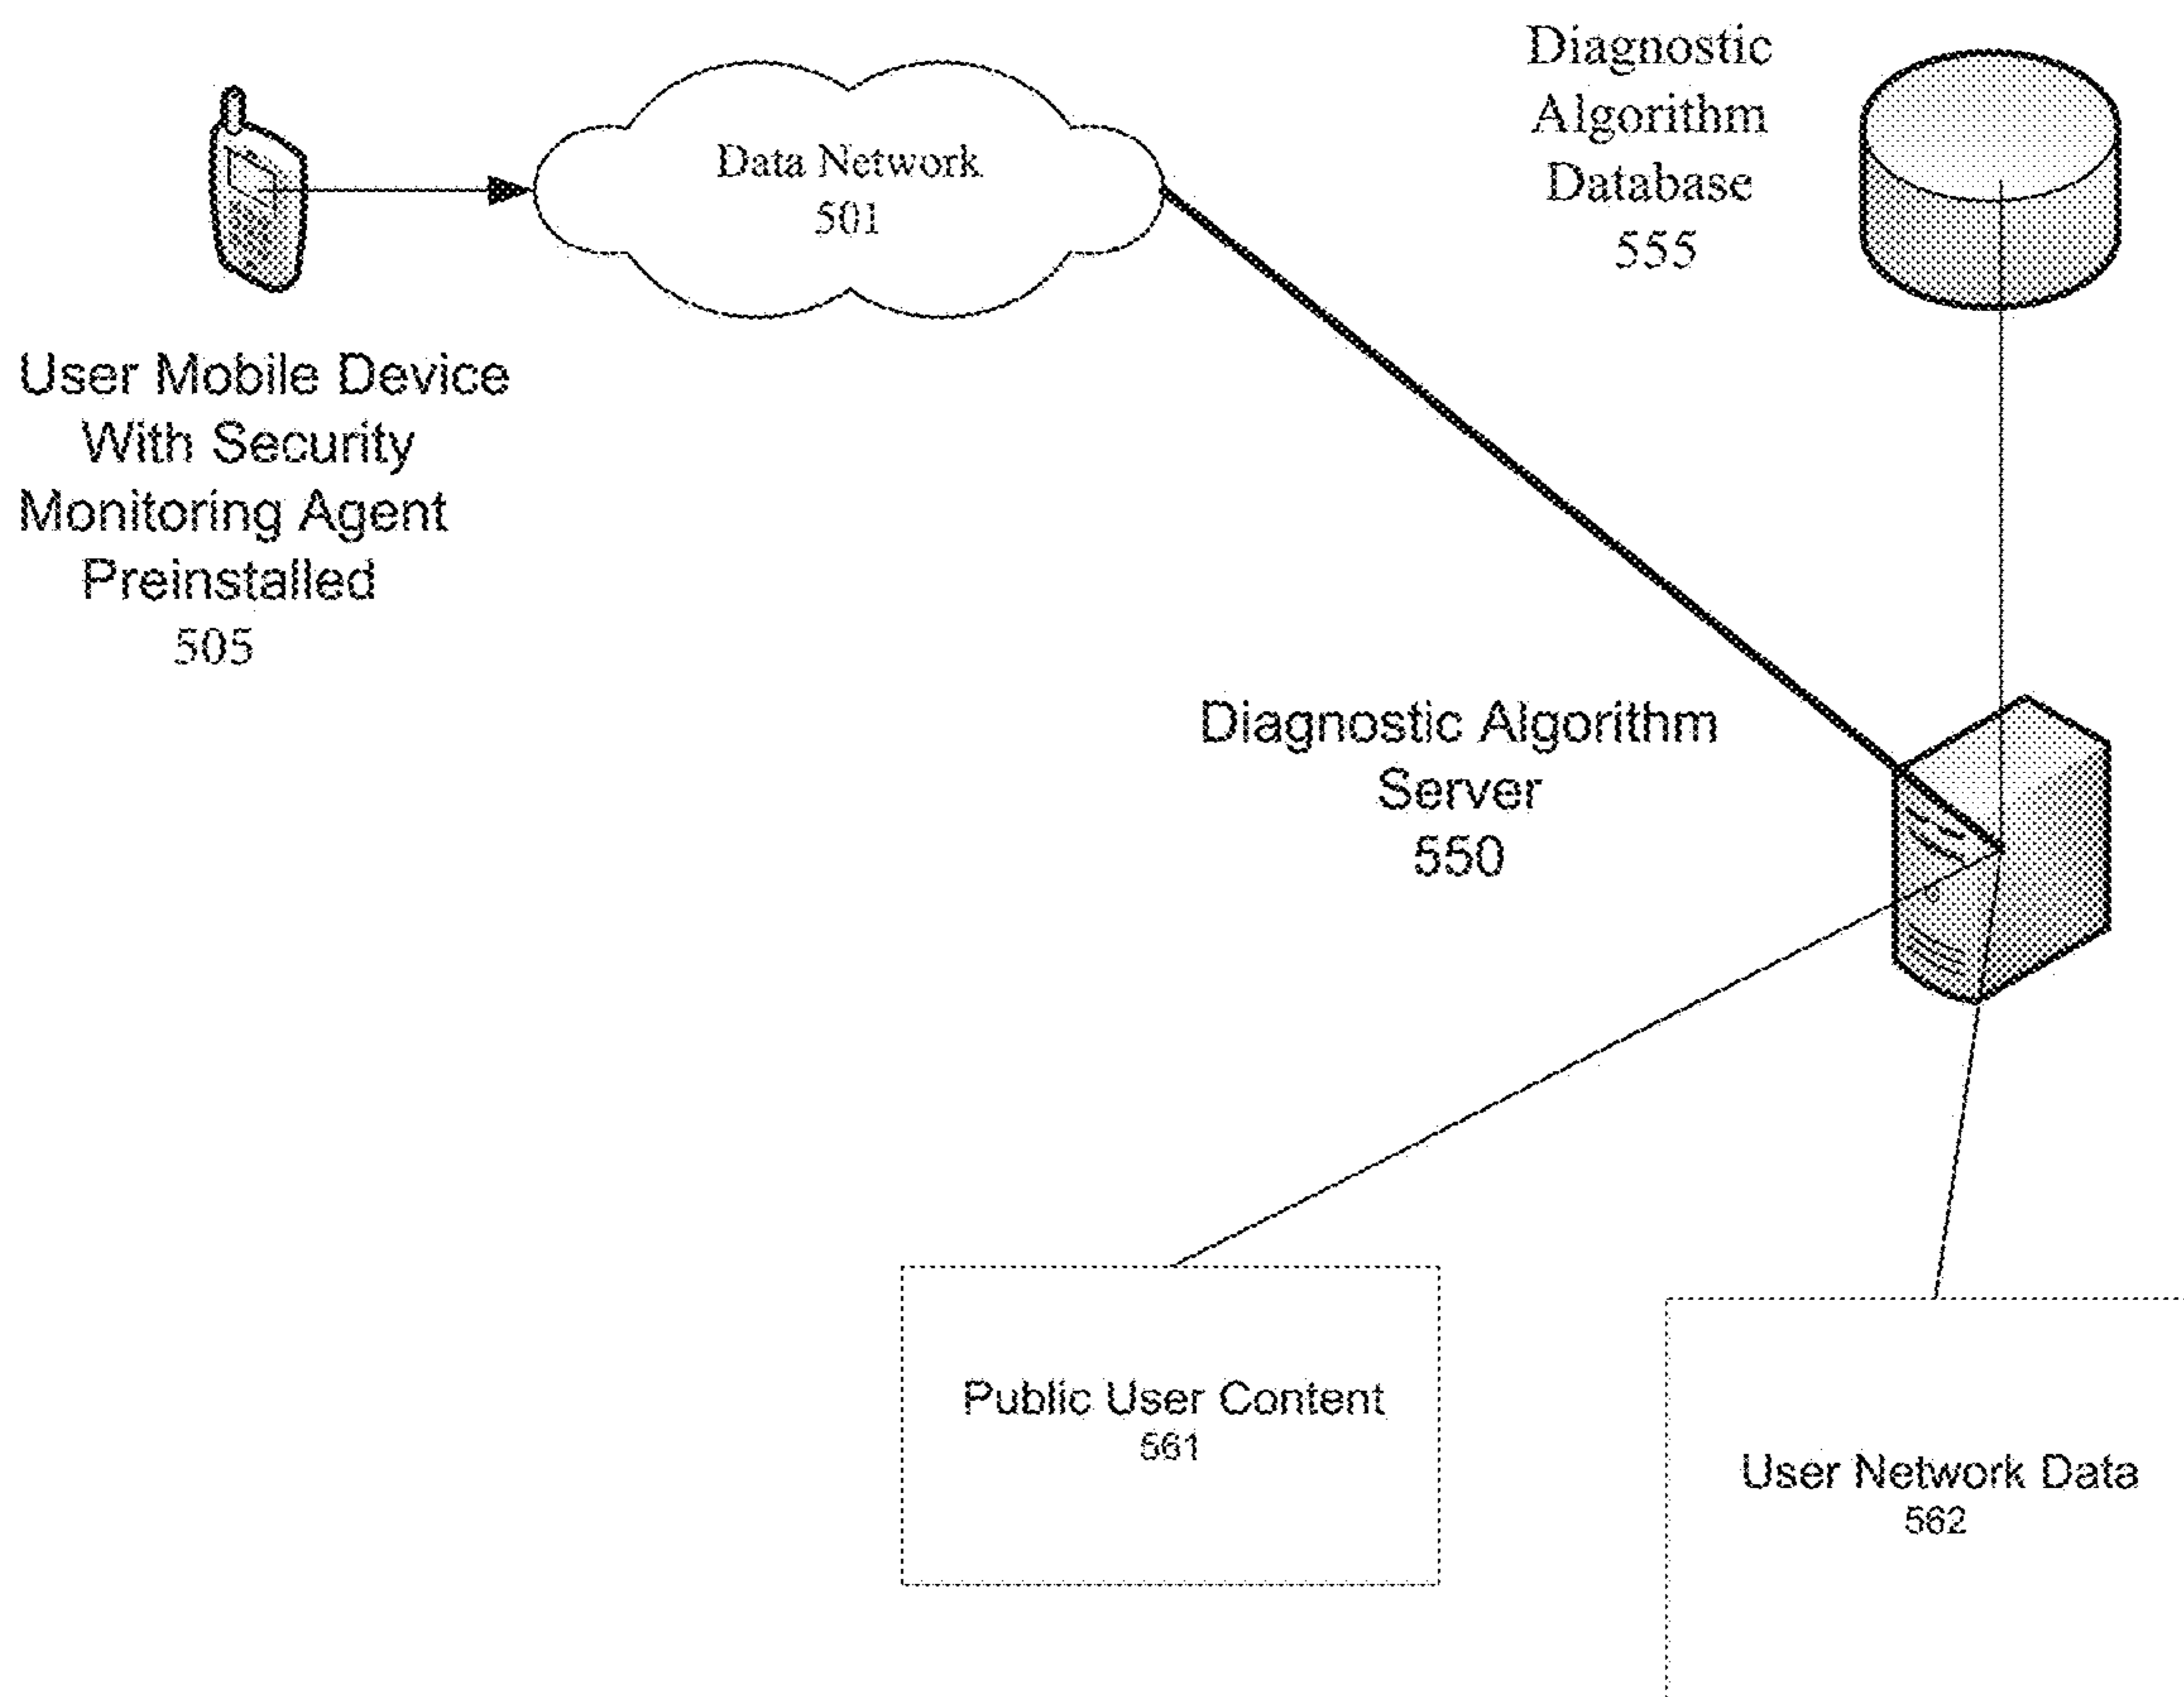 Data Network
501
Diagnostic
Algorithm
Database
555
User Mobile Device
With Security
Monitoring Agent
Preinstalled
505
Diagnostic Algorithm
Server
550
Public User Content
561
User Network Data
562